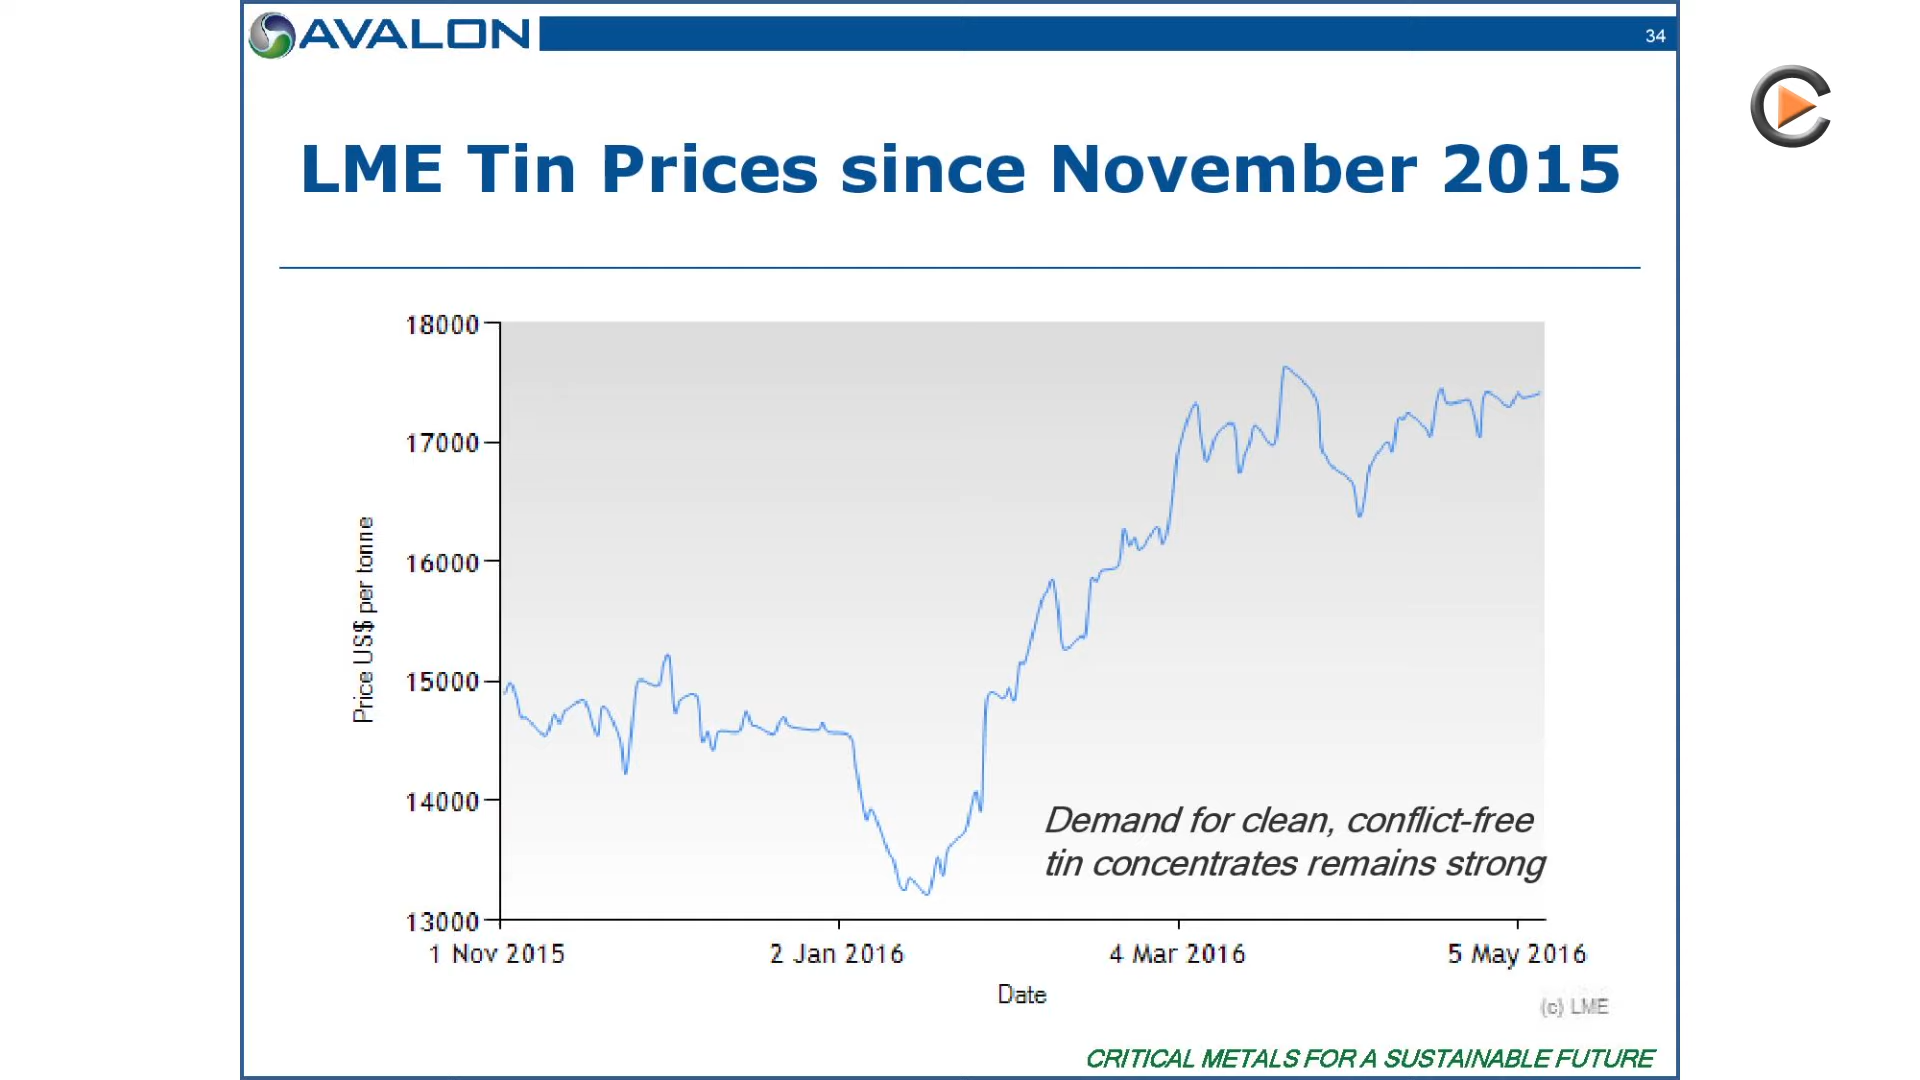 AVALON
34
LME Tin Prices since November 2015
18000
17000
16000
15000
14000
13000
Price US$ per tonne
Demand for clean, conflict-free
tin concentrates remains strong
1 Nov 2015
2 Jan 2016
4 Mar 2016
5 May 2016
Date
(c) LME
CRITICAL METALS FOR A SUSTAINABLE FUTURE